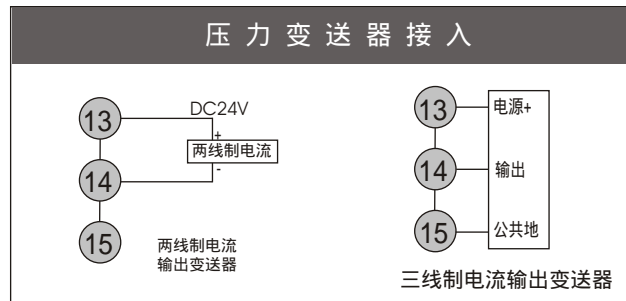 压力变送器接入
13
DC24V
+
两线制电流
-
14
15
两线制电流
输出变送器
13
电源+
14
输出
15
公共地
三线制电流输出变送器